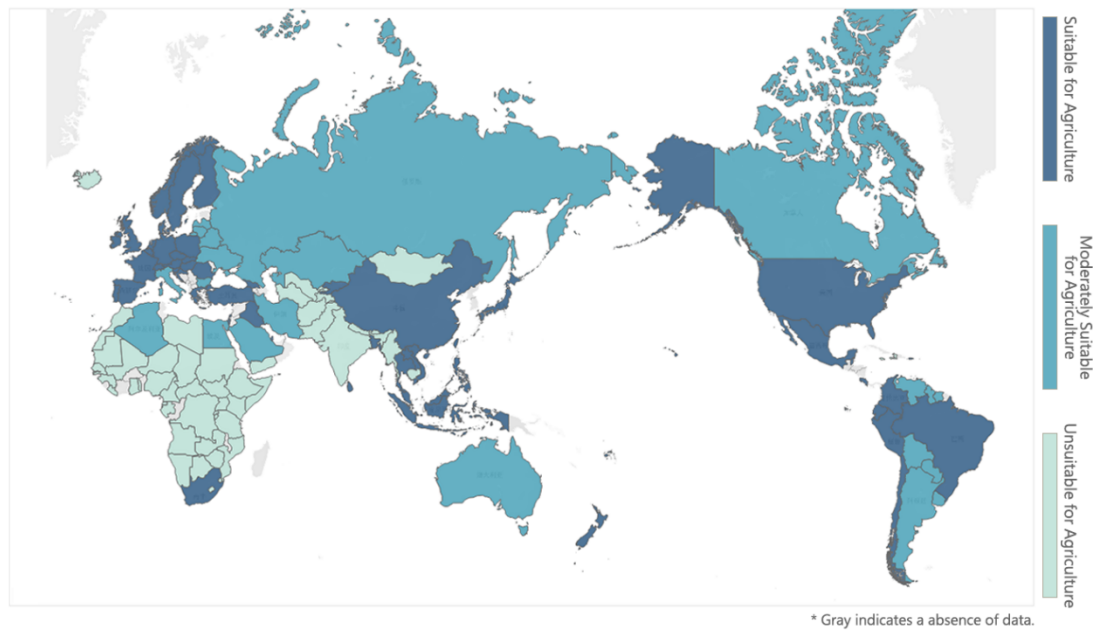 Suitable for Agriculture
Moderately Suitable
for Agriculture
Unsuitable for Agriculture
* Gray indicates a absence of data.